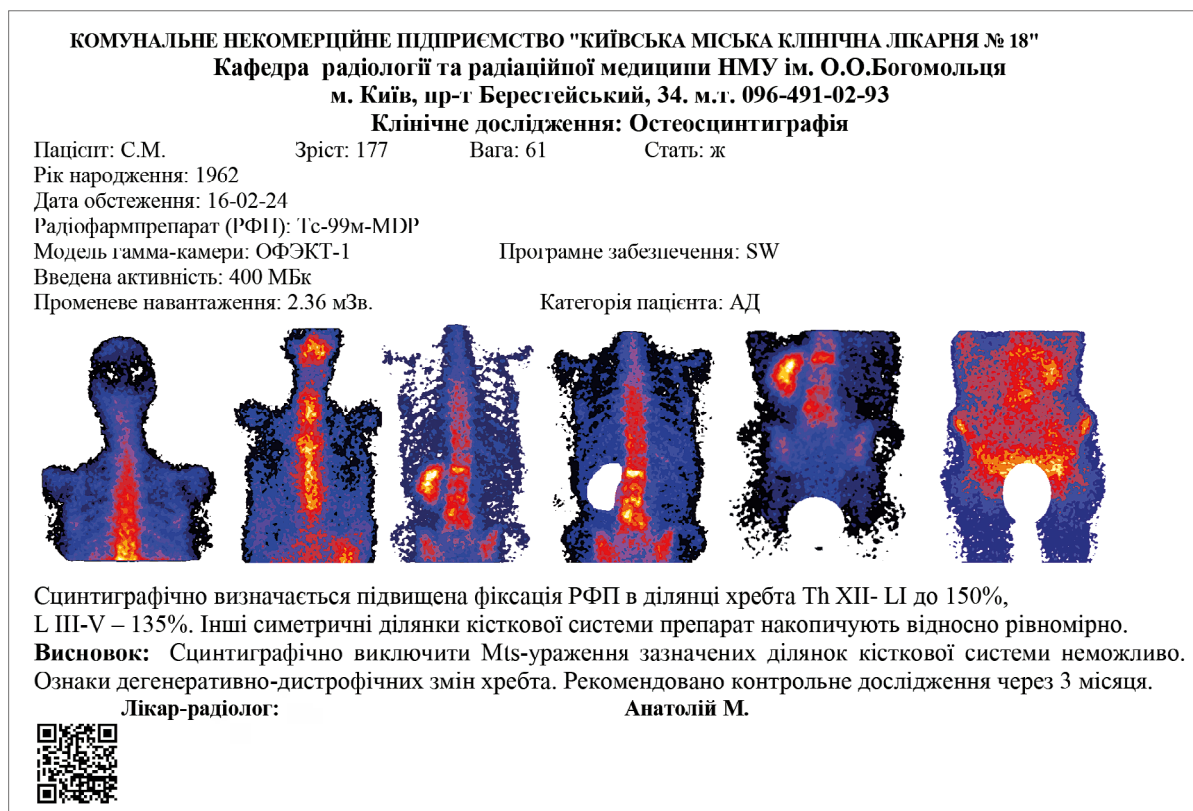 КОМУНАЛЬНЕ НЕКОМЕРЦІЙНЕ ПІДПРИЄМСТВО "КИЇВСЬКА МІСЬКА КЛІНІЧНА ЛІКАРНЯ № 18"
Кафедра радіології та радіаційної медицини НМУ ім. О.О.Богомольця
м. Київ, пр-т Берестейський, 34. м.т. 096-491-02-93
Клінічне дослідження: Остеосцинтиграфія
Пацієнт: С.М. Зріст: 177 Вага: 61 Стать: ж
Рік народження: 1962
Дата обстеження: 16-02-24
Радіофармпрепарат (РФП): Тс-99м-MDP
Модель гамма-камери: ОФЭКТ-1 Програмне забезпечення: SW
Введена активність: 400 МБк
Променеве навантаження: 2.36 мЗв. Категорія пацієнта: АД
Сцинтиграфічно визначається підвищена фіксація РФП в ділянці хребта Th XII- LI до 150%,
L III-V – 135%. Інші симетричні ділянки кісткової системи препарат накопичують відносно рівномірно.
Висновок: Сцинтиграфічно виключити Mts-ураження зазначених ділянок кісткової системи неможливо.
Ознаки дегенеративно-дистрофічних змін хребта. Рекомендовано контрольне дослідження через 3 місяця.
Лікар-радіолог: Анатолій М.